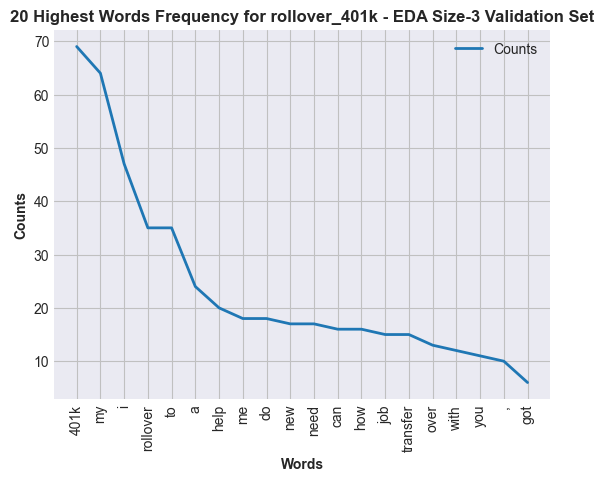 20 Highest Words Frequency for rollover_401k - EDA Size-3 Validation Set
Counts
70
60
50
40
30
20
10
Counts
401k
my
i
rollover
to
a
help
me
do
new
need
can
how
job
transfer
over
with
you
,
got
Words